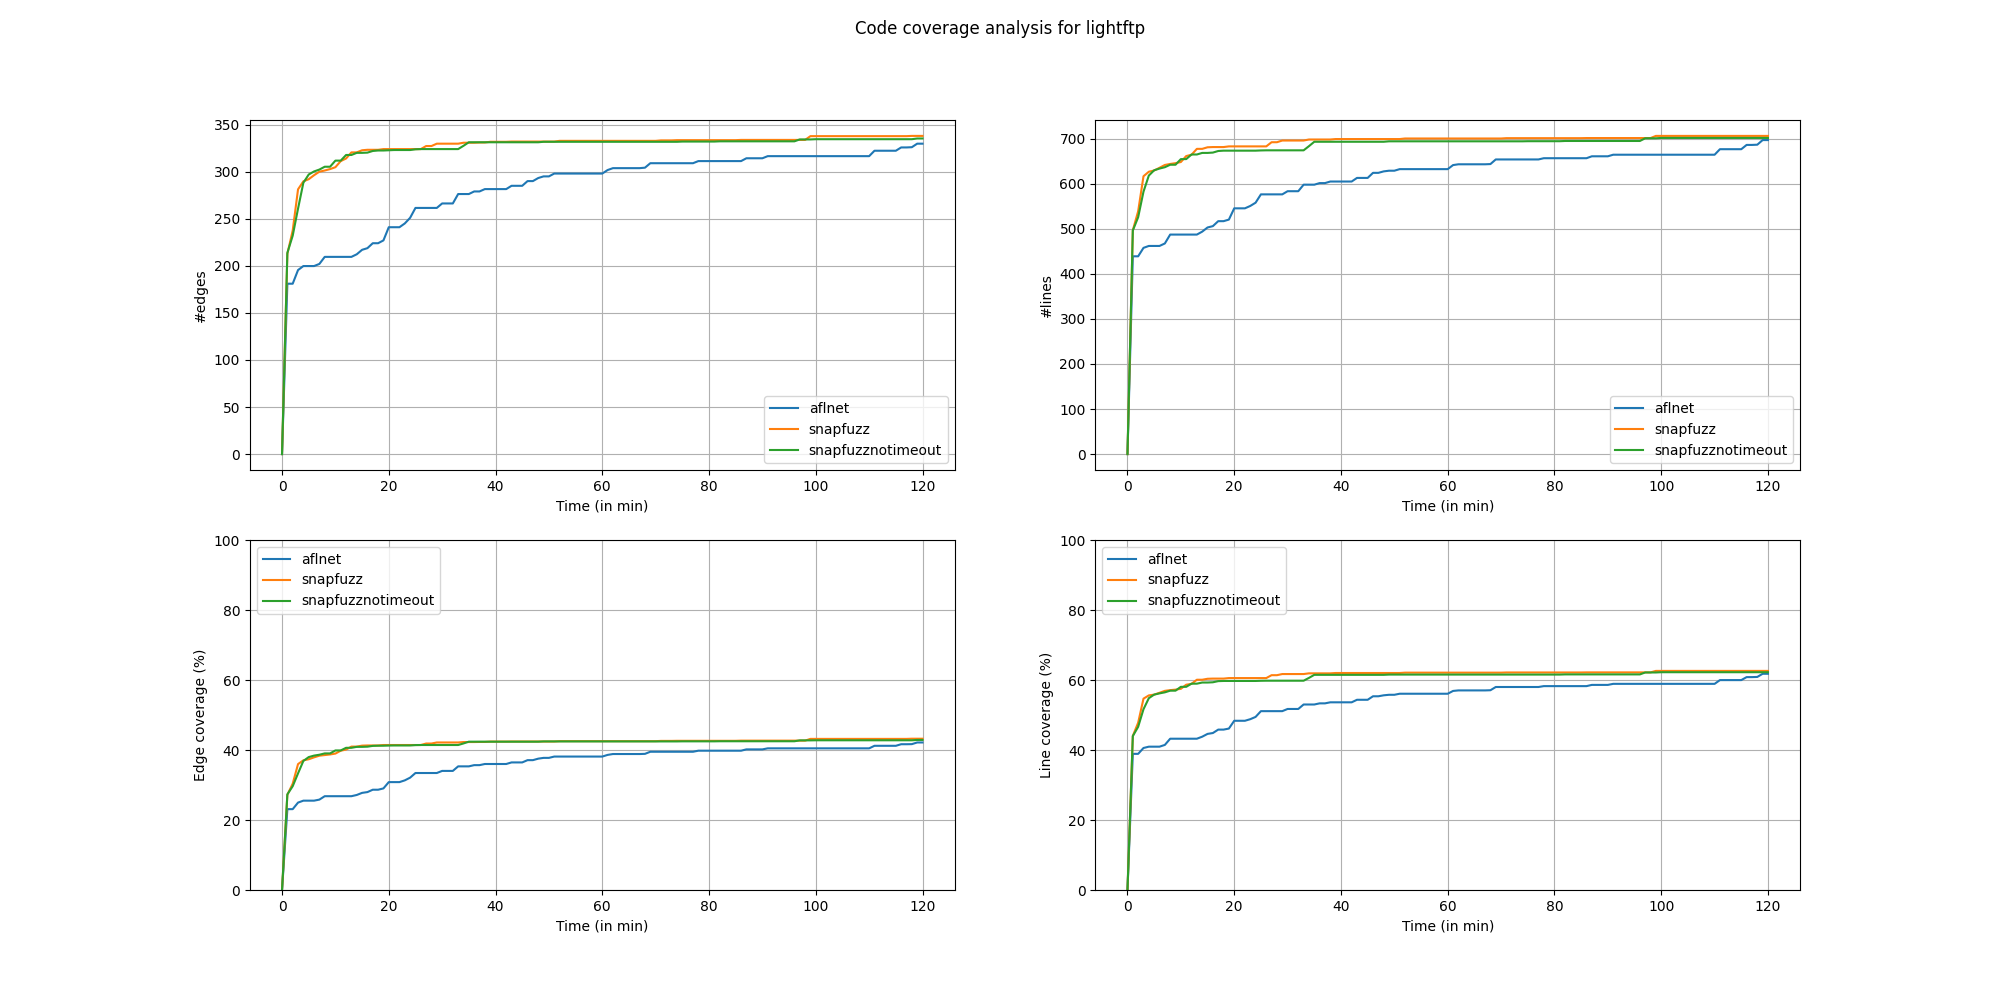 Code coverage analysis for lightftp
350
300
250
200
150
100
50
0
#edges
0 20 40 60 80 100 120
Time (in min)
aflnet
snapfuzz
snapfuzznotimeout
700
600
500
400
300
200
100
0
#lines
0 20 40 60 80 100 120
Time (in min)
aflnet
snapfuzz
snapfuzznotimeout
100
80
60
40
20
0
Edge coverage (%)
0 20 40 60 80 100 120
Time (in min)
aflnet
snapfuzz
snapfuzznotimeout
100
80
60
40
20
0
Line coverage (%)
0 20 40 60 80 100 120
Time (in min)
aflnet
snapfuzz
snapfuzznotimeout